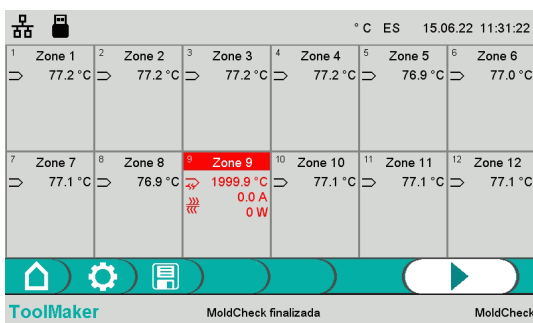 ° C ES 15.06.22 11:31:22
1 Zone 1 2 Zone 2 3 Zone 3 4 Zone 4 5 Zone 5 6 Zone 6
77.2 °C 77.2 °C 77.2 °C 77.2 °C 76.9 °C 77.0 °C
7 Zone 7 8 Zone 8 9 Zone 9 10 Zone 10 11 Zone 11 12 Zone 12
77.1 °C 76.9 °C 1999.9 °C 77.1 °C 77.1 °C 77.1 °C
0.0 A
0 W
ToolMaker MoldCheck finalizada MoldCheck